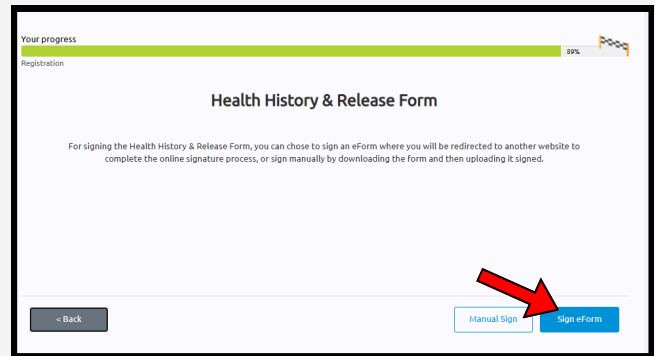 Your progress
89%
Registration
Health History & Release Form
For signing the Health History & Release Form, you can chose to sign an eForm where you will be redirected to another website to
complete the online signature process, or sign manually by downloading the form and then uploading it signed.
< Back
Manual Sign
Sign eForm